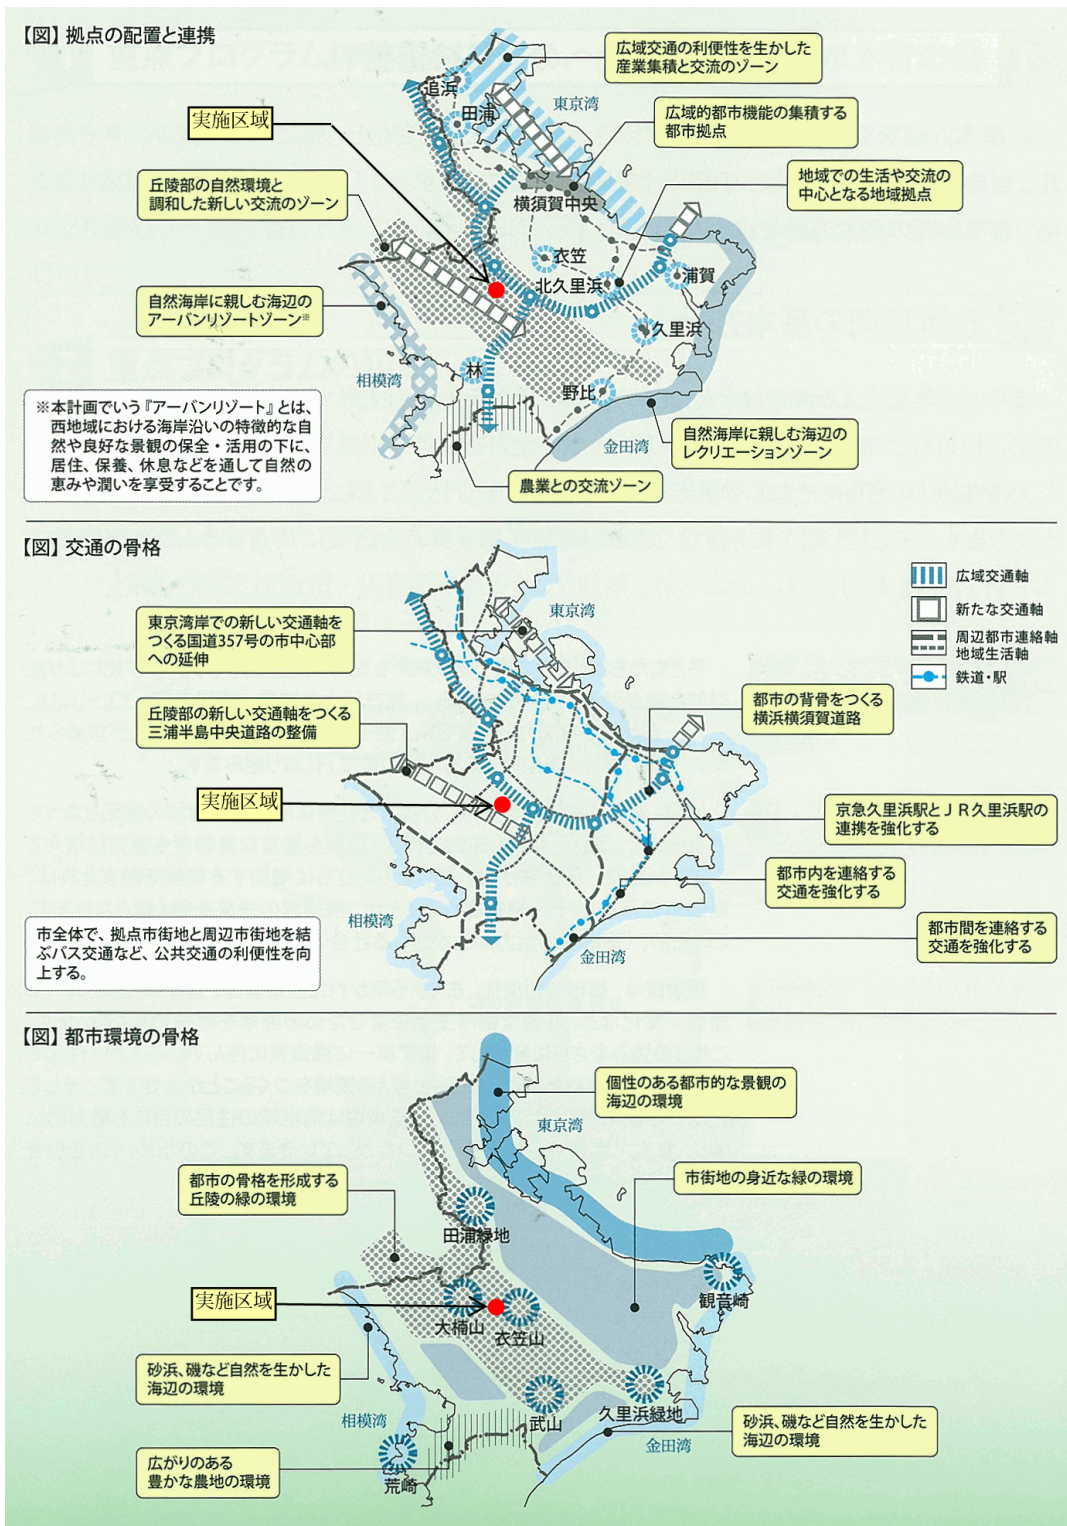 【図】拠点の配置と連携
広域交通の利便性を生かした
産業集積と交流のゾーン
追浜
田浦
東京湾
実施区域
広域的都市機能の集積する
都市拠点
丘陵部の自然環境と
調和した新しい交流のゾーン
地域での生活や交流の
中心となる地域拠点
横須賀中央
衣笠
北久里浜
浦賀
自然海岸に親しむ海辺の
アーバンリゾートゾーン※
久里浜
相模湾
林
野比
※本計画でいう『アーバンリゾート』とは、
西地域における海岸沿いの特徴的な自
然や良好な景観の保全・活用の下に、
居住、保養、休息などを通して自然の
恵みや潤いを享受することです。
金田湾
自然海岸に親しむ海辺の
レクリエーションゾーン
農業との交流ゾーン
【図】交通の骨格
広域交通軸
新たな交通軸
周辺都市連絡軸
地域生活軸
鉄道・駅
東京湾岸での新しい交通軸を
つくる国道357号の市中心部
への延伸
東京湾
丘陵部の新しい交通軸をつくる
三浦半島中央道路の整備
都市の背骨をつくる
横浜横須賀道路
実施区域
京急久里浜駅とＪＲ久里浜駅の
連携を強化する
都市内を連絡する
交通を強化する
相模湾
都市間を連絡する
交通を強化する
金田湾
市全体で、拠点市街地と周辺市街地を結
ぶバス交通など、公共交通の利便性を向
上する。
【図】都市環境の骨格
個性のある都市的な景観の
海辺の環境
東京湾
都市の骨格を形成する
丘陵の緑の環境
市街地の身近な緑の環境
田浦緑地
実施区域
観音崎
大楠山
衣笠山
砂浜、磯など自然を生かした
海辺の環境
相模湾
武山
久里浜緑地
砂浜、磯など自然を生かした
海辺の環境
金田湾
広がりのある
豊かな農地の環境
荒崎